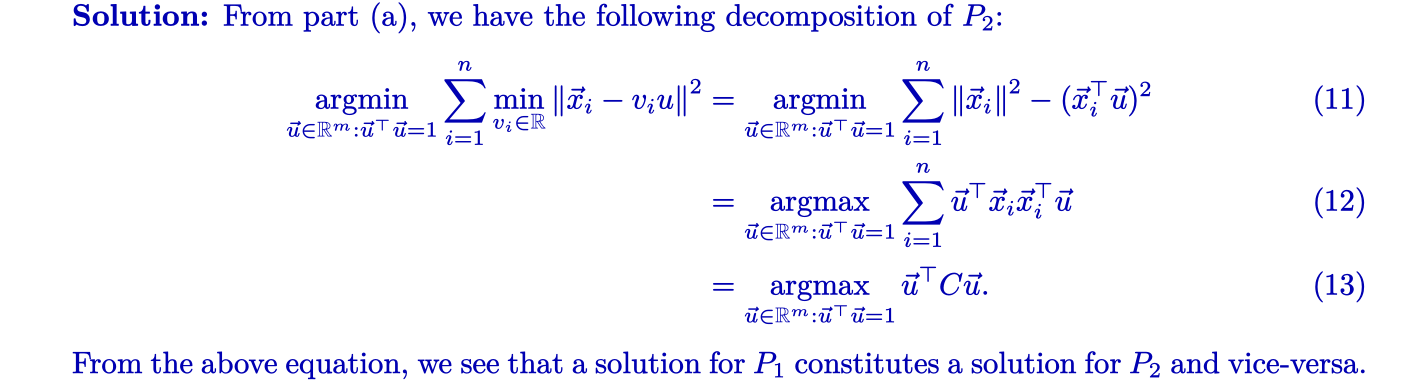 Solution: From part (a), we have the following decomposition of $P_2$:
$\underset{\vec{u}\in\mathbb{R}^m:\vec{u}^\top\vec{u}=1}{\operatorname{argmin}} \sum_{i=1}^{n} \min_{v_i\in\mathbb{R}} \|\vec{x}_i - v_i u\|^2 = \underset{\vec{u}\in\mathbb{R}^m:\vec{u}^\top\vec{u}=1}{\operatorname{argmin}} \sum_{i=1}^{n} \|\vec{x}_i\|^2 - (\vec{x}_i^\top \vec{u})^2$ (11)
$= \underset{\vec{u}\in\mathbb{R}^m:\vec{u}^\top\vec{u}=1}{\operatorname{argmax}} \sum_{i=1}^{n} \vec{u}^\top \vec{x}_i \vec{x}_i^\top \vec{u}$ (12)
$= \underset{\vec{u}\in\mathbb{R}^m:\vec{u}^\top\vec{u}=1}{\operatorname{argmax}} \vec{u}^\top C \vec{u}.$ (13)
From the above equation, we see that a solution for $P_1$ constitutes a solution for $P_2$ and vice-versa.